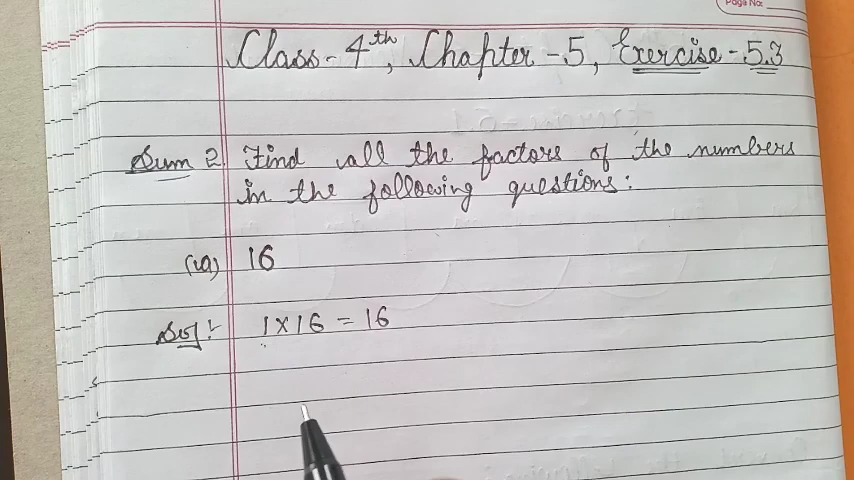 Page No:
Class - 4th, Chapter - 5, Exercise - 5.3
Sum 2. Find all the factors of the numbers
in the following questions:
(a) 16
Sol:- 1 × 16 = 16